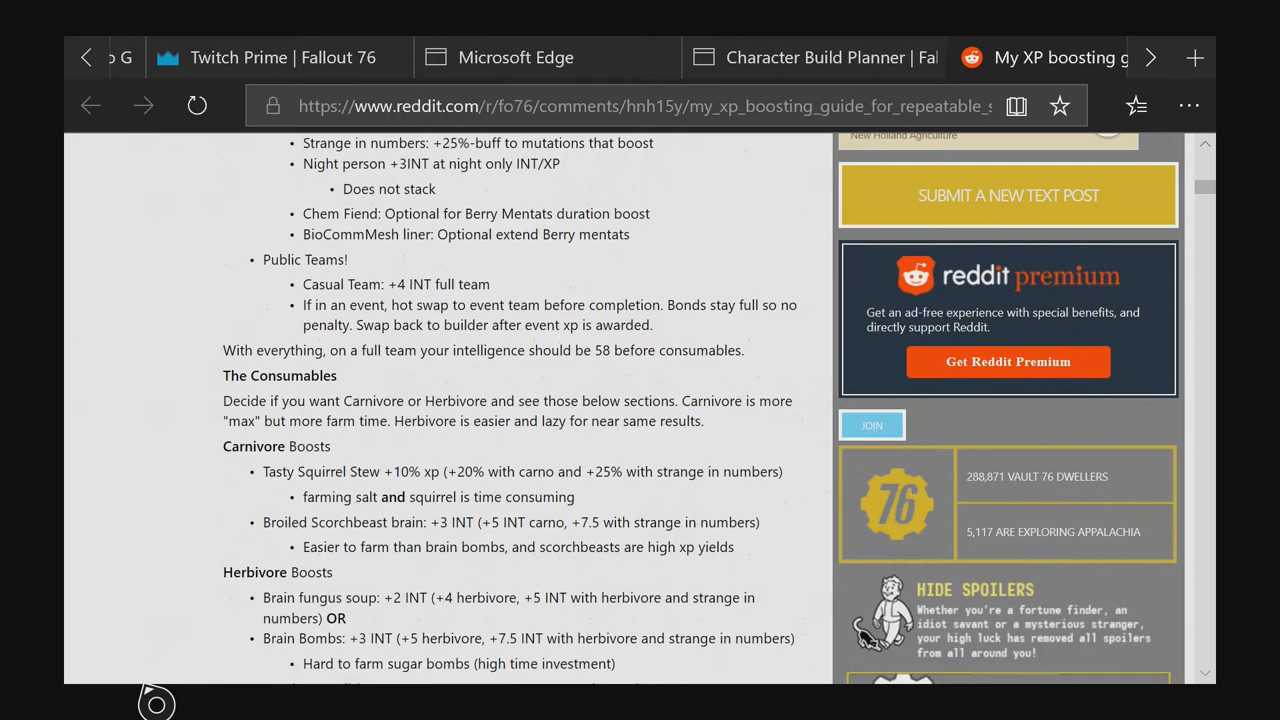 o G
Twitch Prime | Fallout 76
Microsoft Edge
Character Build Planner | Fal
My XP boosting g
https://www.reddit.com/r/fo76/comments/hnh15y/my_xp_boosting_guide_for_repeatable_s
• Strange in numbers: +25%-buff to mutations that boost
• Night person +3INT at night only INT/XP
• Does not stack
• Chem Fiend: Optional for Berry Mentats duration boost
• BioCommMesh liner: Optional extend Berry mentats
• Public Teams!
• Casual Team: +4 INT full team
• If in an event, hot swap to event team before completion. Bonds stay full so no
penalty. Swap back to builder after event xp is awarded.
With everything, on a full team your intelligence should be 58 before consumables.
The Consumables
Decide if you want Carnivore or Herbivore and see those below sections. Carnivore is more
"max" but more farm time. Herbivore is easier and lazy for near same results.
Carnivore Boosts
• Tasty Squirrel Stew +10% xp (+20% with carno and +25% with strange in numbers)
• farming salt and squirrel is time consuming
• Broiled Scorchbeast brain: +3 INT (+5 INT carno, +7.5 with strange in numbers)
• Easier to farm than brain bombs, and scorchbeasts are high xp yields
Herbivore Boosts
• Brain fungus soup: +2 INT (+4 herbivore, +5 INT with herbivore and strange in
numbers) OR
• Brain Bombs: +3 INT (+5 herbivore, +7.5 INT with herbivore and strange in numbers)
• Hard to farm sugar bombs (high time investment)
New Holland Agriculture
SUBMIT A NEW TEXT POST
reddit premium
Get an ad-free experience with special benefits, and
directly support Reddit.
Get Reddit Premium
JOIN
76
288,871 VAULT 76 DWELLERS
5,117 ARE EXPLORING APPALACHIA
HIDE SPOILERS
Whether you're a fortune finder, an
idiot savant or a mysterious stranger,
your high luck has removed all spoilers
from all around you!